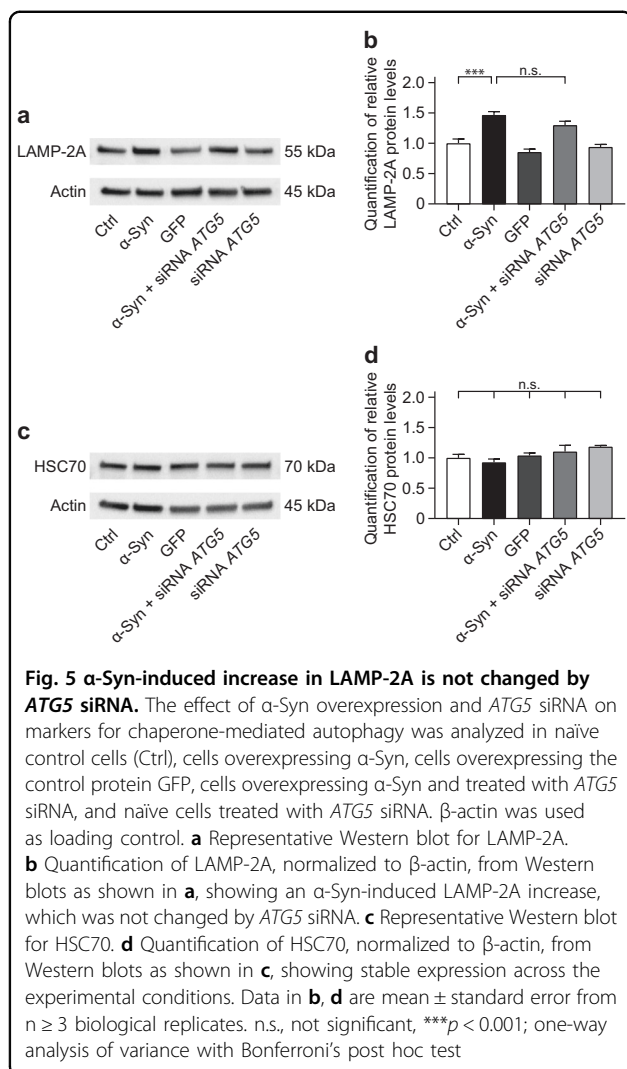 a
LAMP-2A
55 kDa
Actin
45 kDa
Ctrl
α-Syn
GFP
α-Syn + siRNA ATG5
siRNA ATG5
b
Quantification of relative
LAMP-2A protein levels
2.0
1.5
1.0
0.5
0
***
n.s.
Ctrl
α-Syn
GFP
α-Syn + siRNA ATG5
siRNA ATG5
c
HSC70
70 kDa
Actin
45 kDa
Ctrl
α-Syn
GFP
α-Syn + siRNA ATG5
siRNA ATG5
d
Quantification of relative
HSC70 protein levels
2.0
1.5
1.0
0.5
0
n.s.
Ctrl
α-Syn
GFP
α-Syn + siRNA ATG5
siRNA ATG5
Fig. 5 α-Syn-induced increase in LAMP-2A is not changed by
ATG5 siRNA. The effect of α-Syn overexpression and ATG5 siRNA on
markers for chaperone-mediated autophagy was analyzed in naïve
control cells (Ctrl), cells overexpressing α-Syn, cells overexpressing the
control protein GFP, cells overexpressing α-Syn and treated with ATG5
siRNA, and naïve cells treated with ATG5 siRNA. β-actin was used
as loading control. a Representative Western blot for LAMP-2A.
b Quantification of LAMP-2A, normalized to β-actin, from Western
blots as shown in a, showing an α-Syn-induced LAMP-2A increase,
which was not changed by ATG5 siRNA. c Representative Western blot
for HSC70. d Quantification of HSC70, normalized to β-actin, from
Western blots as shown in c, showing stable expression across the
experimental conditions. Data in b, d are mean ± standard error from
n ≥ 3 biological replicates. n.s., not significant, ***p < 0.001; one-way
analysis of variance with Bonferroni's post hoc test